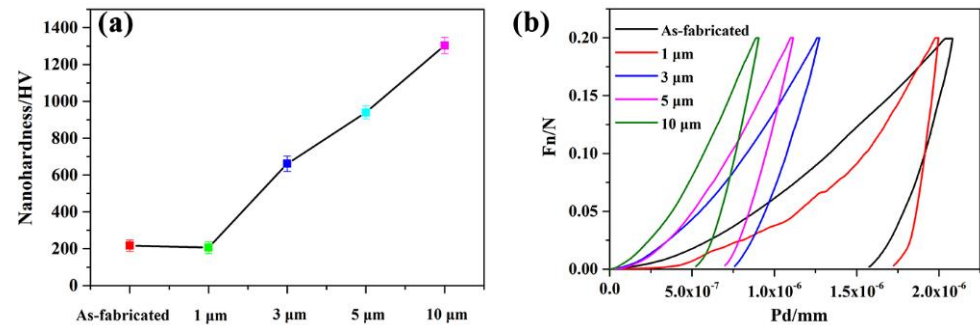 (a)
Nanohardness/HV
1400
1200
1000
800
600
400
200
0
As-fabricated 1 μm 3 μm 5 μm 10 μm
(b)
Fn/N
0.20
0.15
0.10
0.05
0.00
As-fabricated
1 μm
3 μm
5 μm
10 μm
0.0 5.0x10⁻⁷ 1.0x10⁻⁶ 1.5x10⁻⁶ 2.0x10⁻⁶
Pd/mm